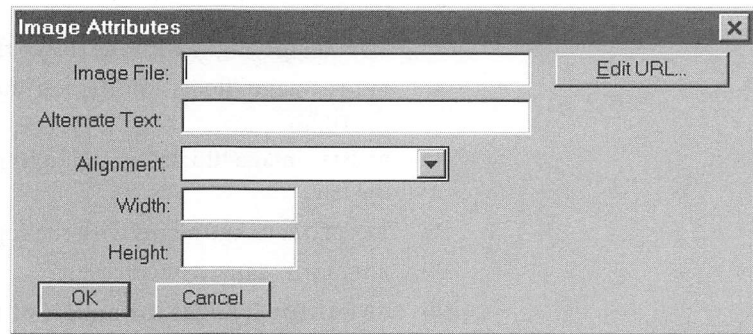 Image Attributes
Image File:
Edit URL...
Alternate Text:
Alignment:
Width:
Height:
OK
Cancel